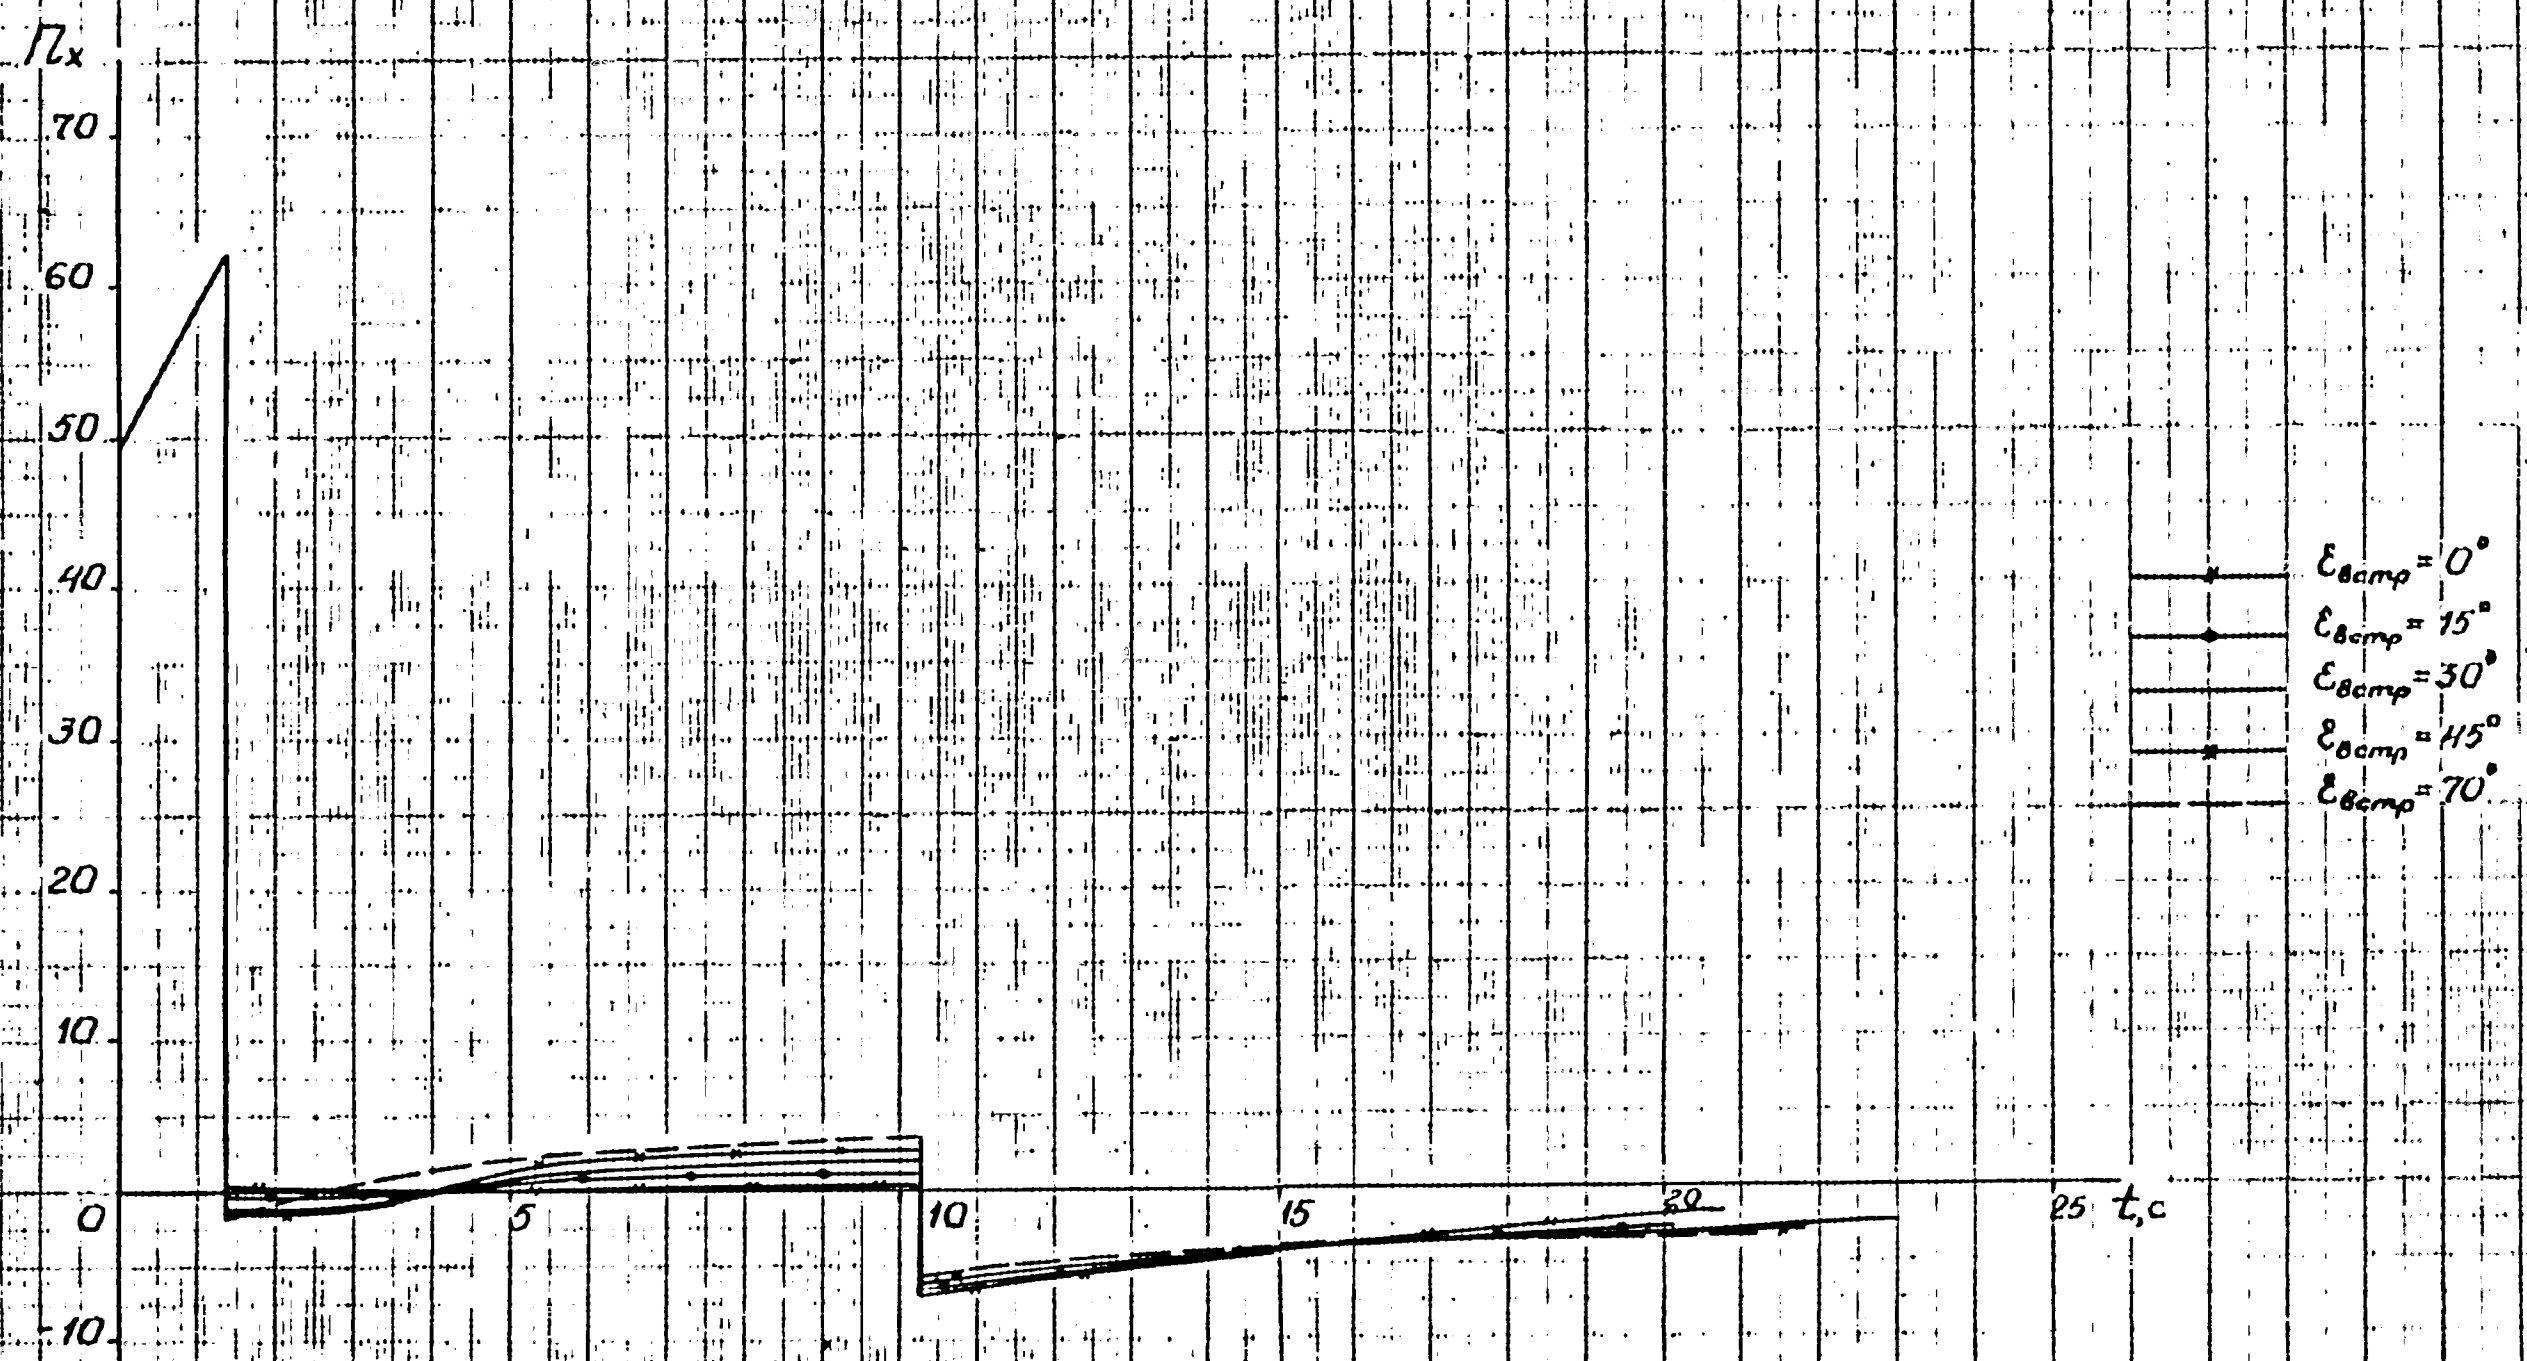 nx
70
60
50
40
30
20
10
0
-10
5
10
15
20
25 t,c
εвстр = 0°
εвстр = 15°
εвстр = 30°
εвстр = 45°
εвстр = 70°